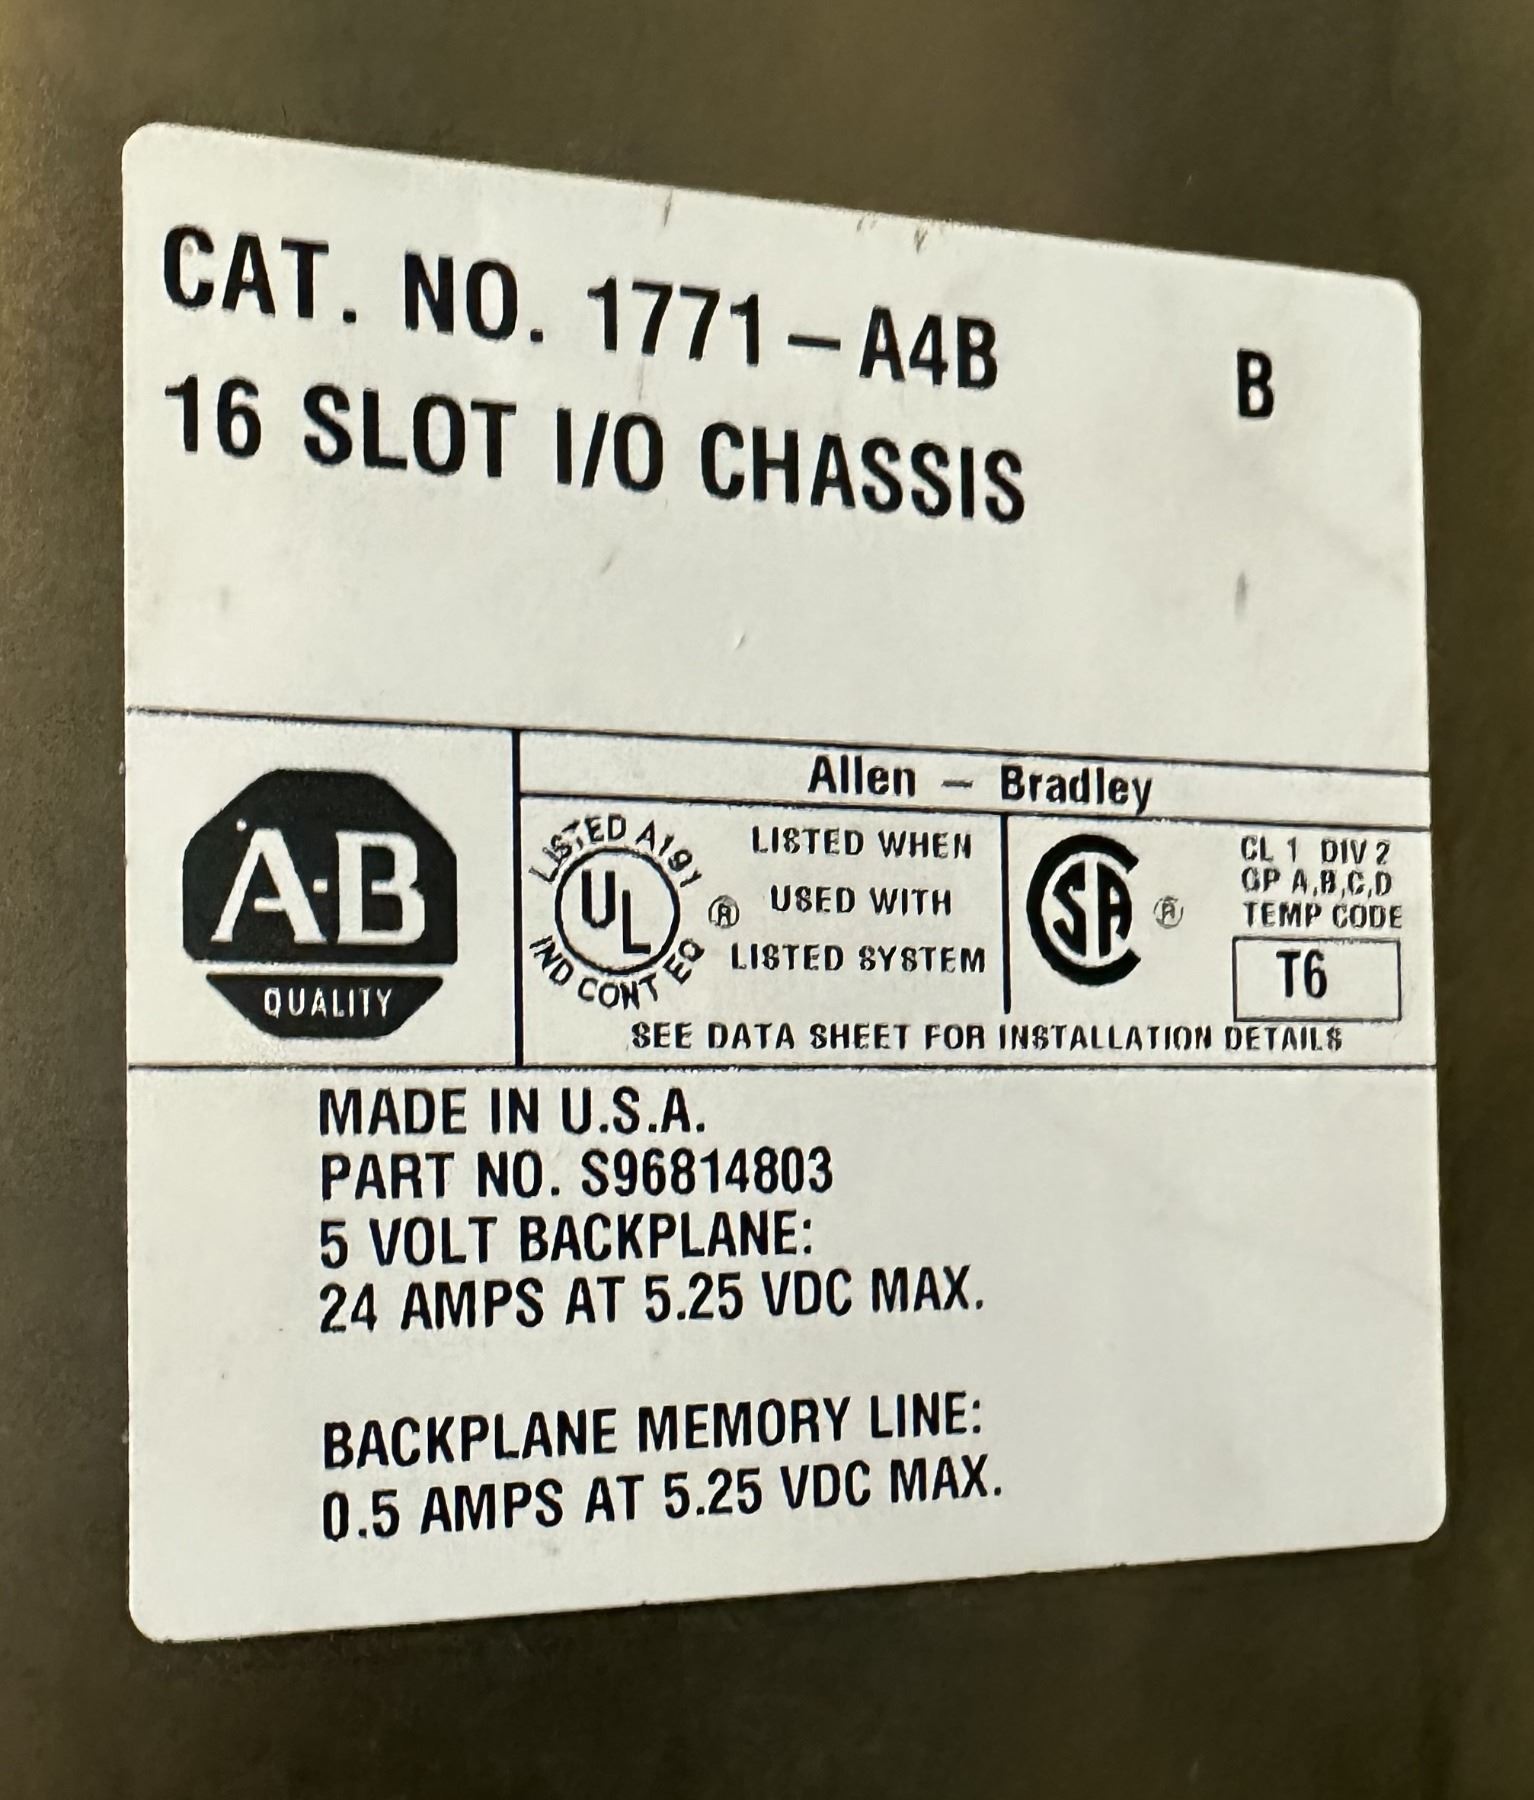 CAT. NO. 1771-A4B B
16 SLOT I/O CHASSIS
Allen - Bradley
A-B
QUALITY
LISTED A191
UL
IND CONT EQ
®
LISTED WHEN
USED WITH
LISTED SYSTEM
SA ®
CL 1 DIV 2
GP A,B,C,D
TEMP CODE
T6
SEE DATA SHEET FOR INSTALLATION DETAILS
MADE IN U.S.A.
PART NO. S96814803
5 VOLT BACKPLANE:
24 AMPS AT 5.25 VDC MAX.
BACKPLANE MEMORY LINE:
0.5 AMPS AT 5.25 VDC MAX.